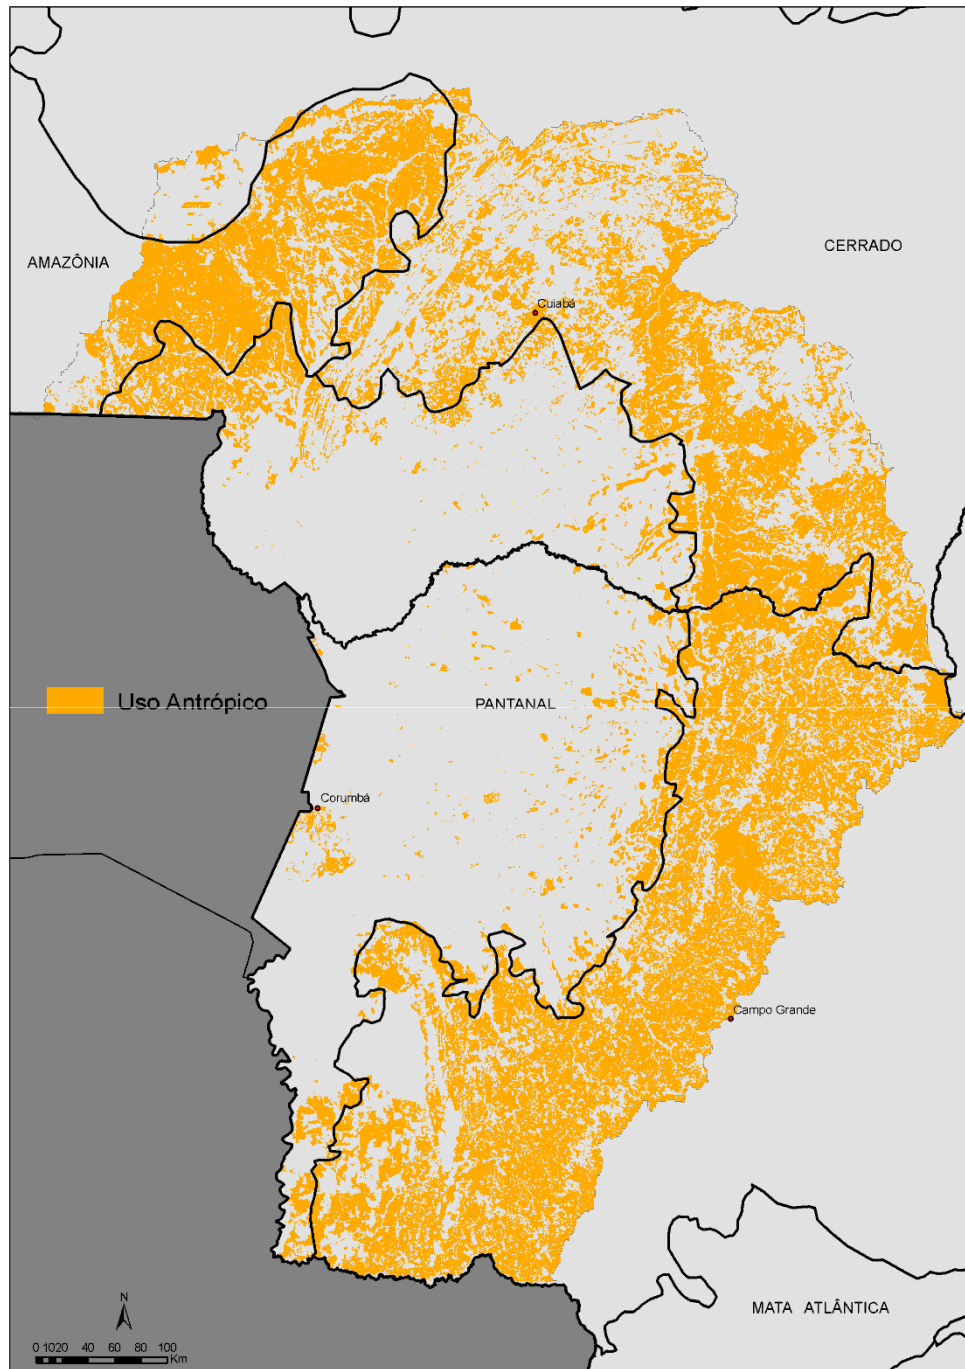 AMAZÔNIA
CERRADO
Cuiabá
Uso Antrópico
PANTANAL
Corumbá
Campo Grande
MATA ATLÂNTICA
N
0 1020 40 60 80 100
Km